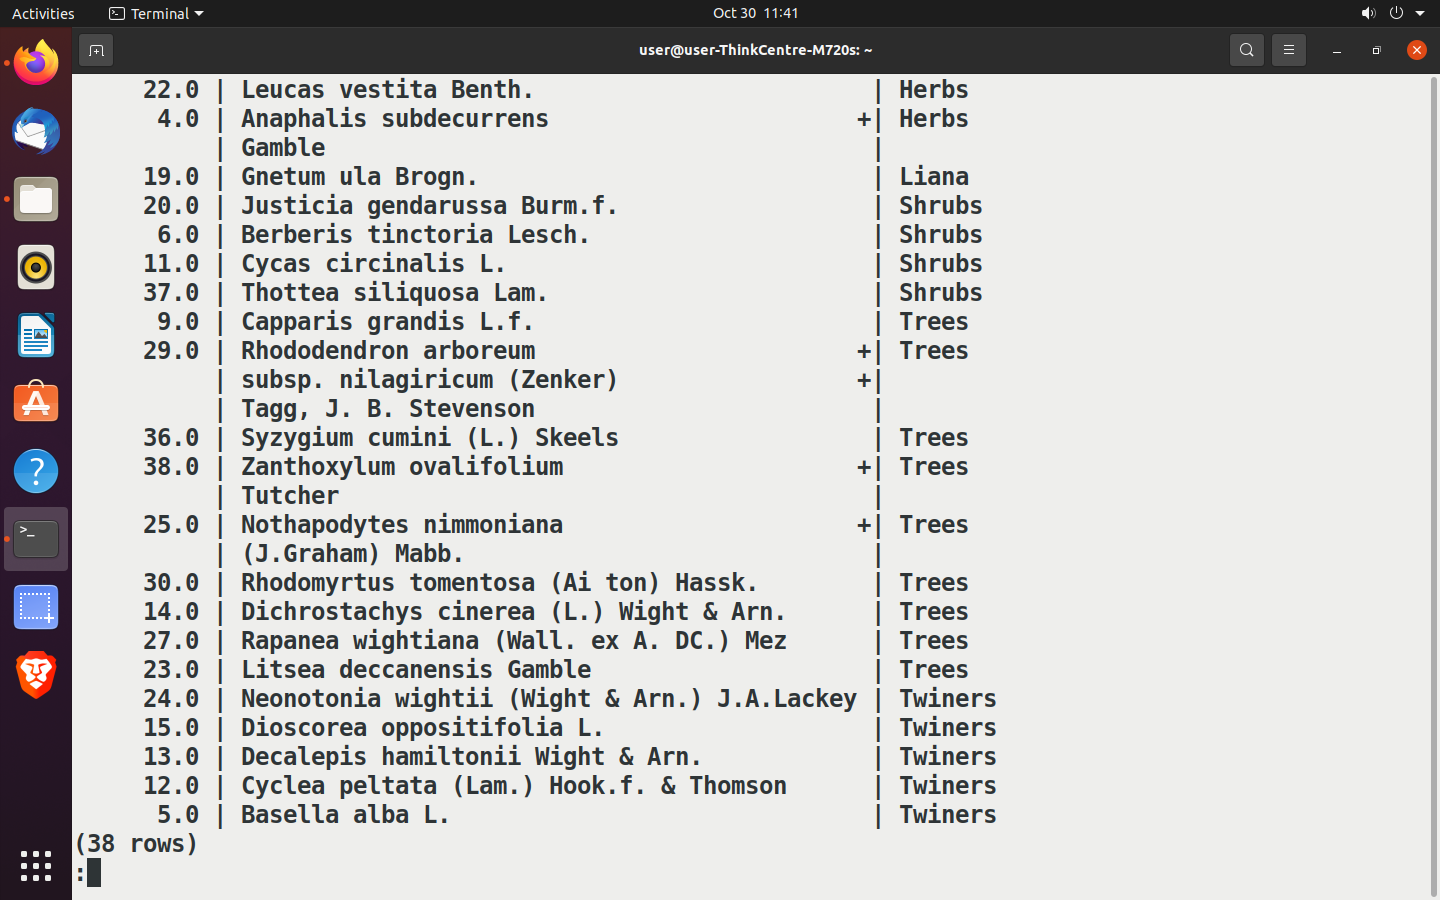 Activities Terminal Oct 30 11:41
user@user-ThinkCentre-M720s: ~
22.0 | Leucas vestita Benth. | Herbs
4.0 | Anaphalis subdecurrens +| Herbs
| Gamble |
19.0 | Gnetum ula Brogn. | Liana
20.0 | Justicia gendarussa Burm.f. | Shrubs
6.0 | Berberis tinctoria Lesch. | Shrubs
11.0 | Cycas circinalis L. | Shrubs
37.0 | Thottea siliquosa Lam. | Shrubs
9.0 | Capparis grandis L.f. | Trees
29.0 | Rhododendron arboreum +| Trees
| subsp. nilagiricum (Zenker) +|
| Tagg, J. B. Stevenson |
36.0 | Syzygium cumini (L.) Skeels | Trees
38.0 | Zanthoxylum ovalifolium +| Trees
| Tutcher |
25.0 | Nothapodytes nimmoniana +| Trees
| (J.Graham) Mabb. |
30.0 | Rhodomyrtus tomentosa (Ai ton) Hassk. | Trees
14.0 | Dichrostachys cinerea (L.) Wight & Arn. | Trees
27.0 | Rapanea wightiana (Wall. ex A. DC.) Mez | Trees
23.0 | Litsea deccanensis Gamble | Trees
24.0 | Neonotonia wightii (Wight & Arn.) J.A.Lackey | Twiners
15.0 | Dioscorea oppositifolia L. | Twiners
13.0 | Decalepis hamiltonii Wight & Arn. | Twiners
12.0 | Cyclea peltata (Lam.) Hook.f. & Thomson | Twiners
5.0 | Basella alba L. | Twiners
(38 rows)
: